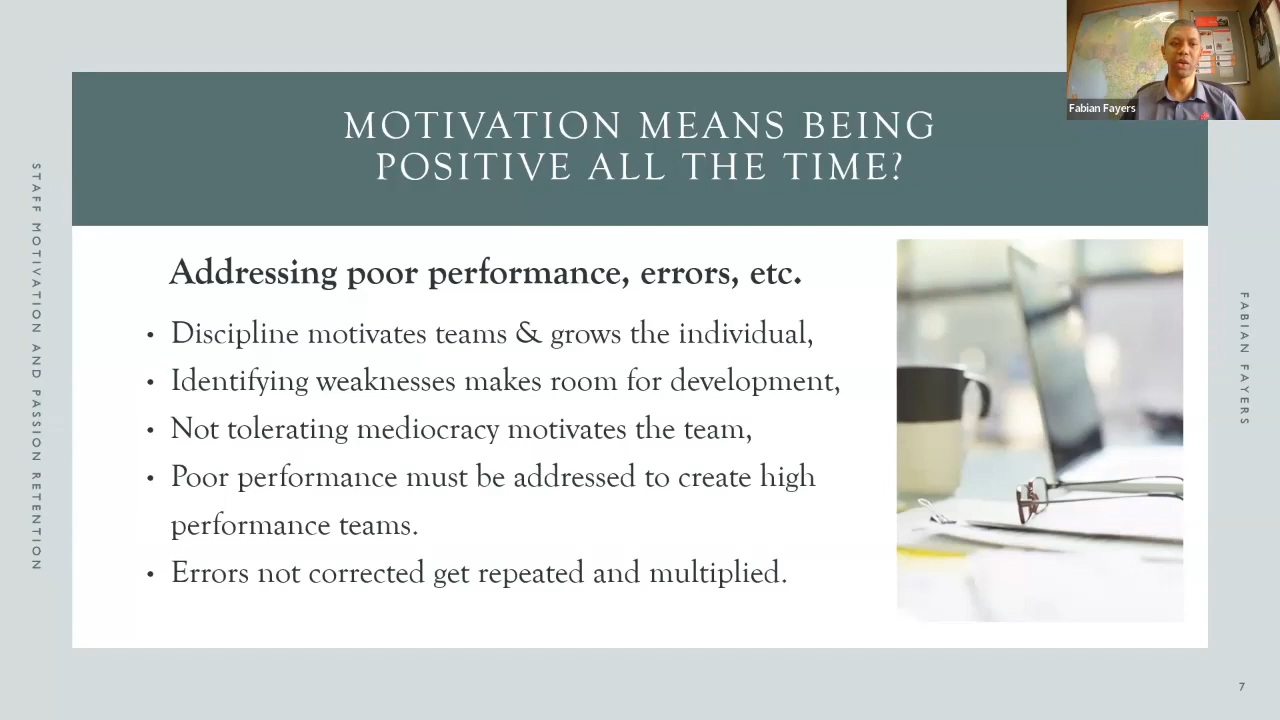 Fabian Fayers
MOTIVATION MEANS BEING
POSITIVE ALL THE TIME?
STAFF MOTIVATION AND PASSION RETENTION
Addressing poor performance, errors, etc.
• Discipline motivates teams & grows the individual,
• Identifying weaknesses makes room for development,
• Not tolerating mediocracy motivates the team,
• Poor performance must be addressed to create high
performance teams.
• Errors not corrected get repeated and multiplied.
FABIAN FAYERS
7